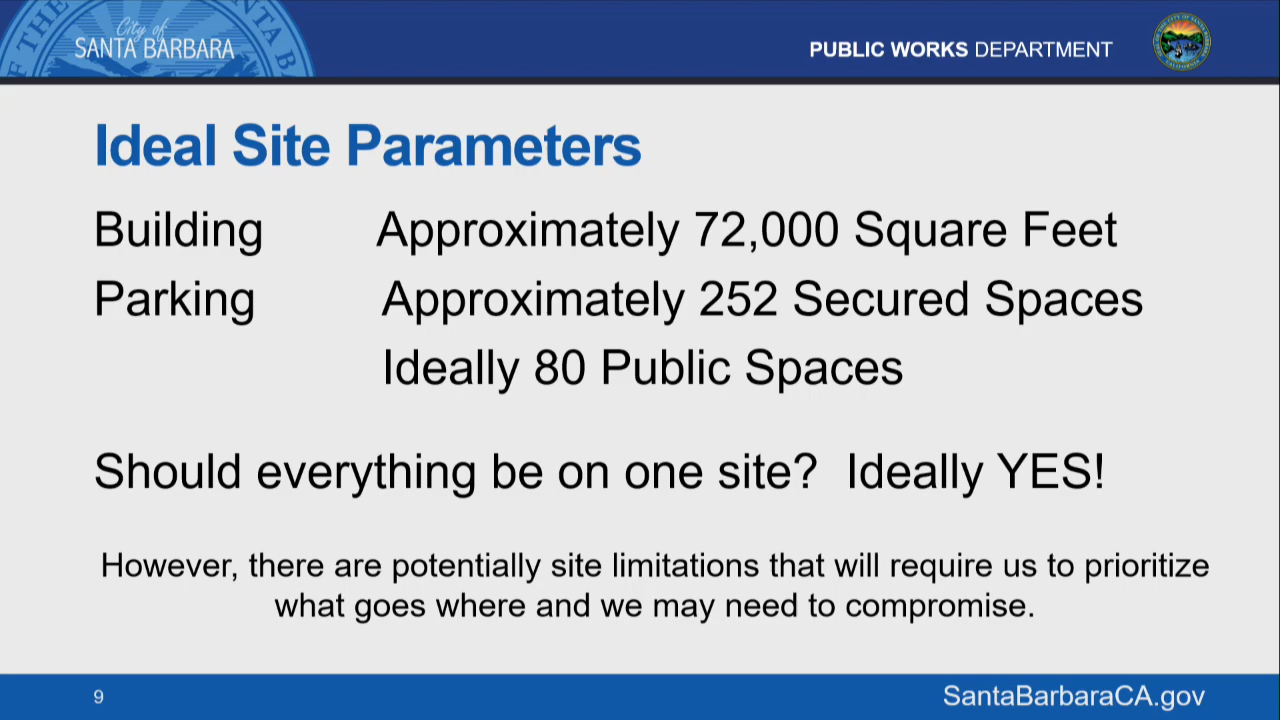 City of
SANTA BARBARA
PUBLIC WORKS DEPARTMENT
Ideal Site Parameters
Building Approximately 72,000 Square Feet
Parking Approximately 252 Secured Spaces
Ideally 80 Public Spaces
Should everything be on one site? Ideally YES!
However, there are potentially site limitations that will require us to prioritize
what goes where and we may need to compromise.
9
SantaBarbaraCA.gov